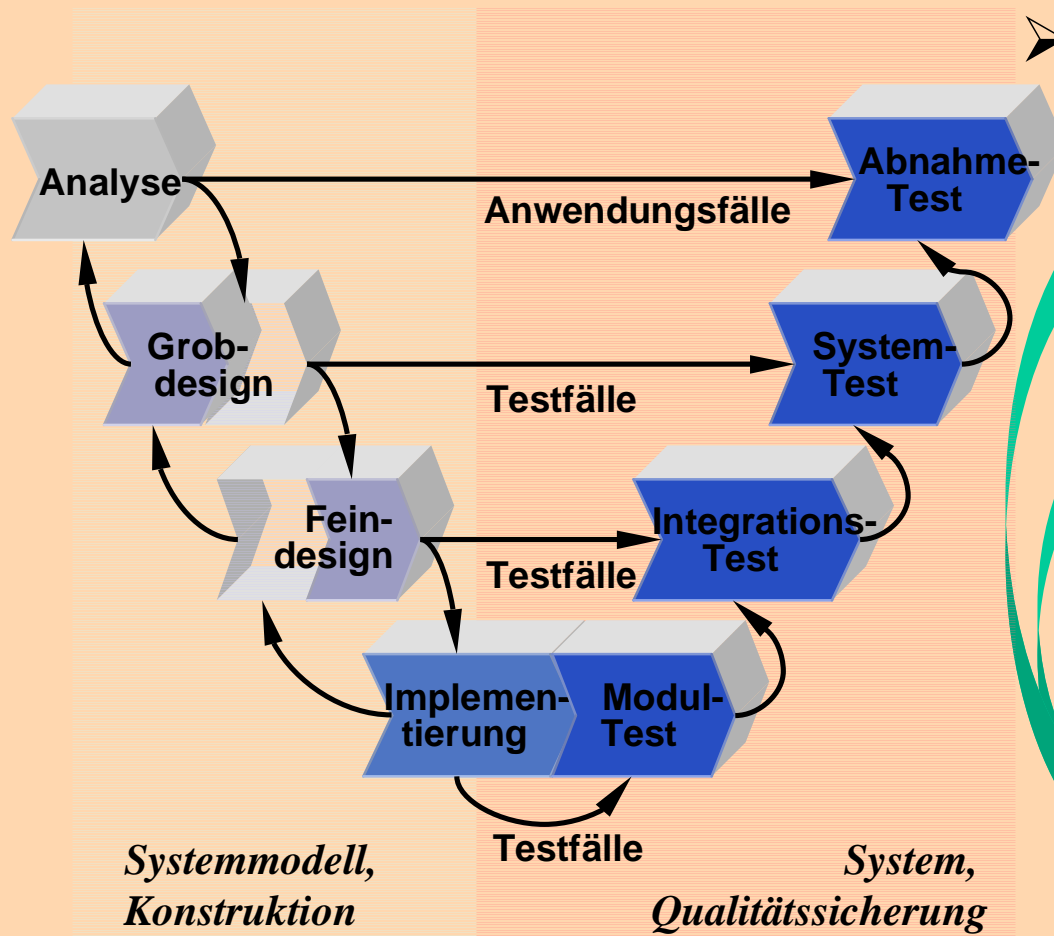 Analyse
Abnahme-
Test
Anwendungsfälle
Grob-
design
System-
Test
Testfälle
Fein-
design
Integrations-
Test
Testfälle
Implemen-
tierung
Modul-
Test
Testfälle
Systemmodell,
Konstruktion
System,
Qualitätssicherung